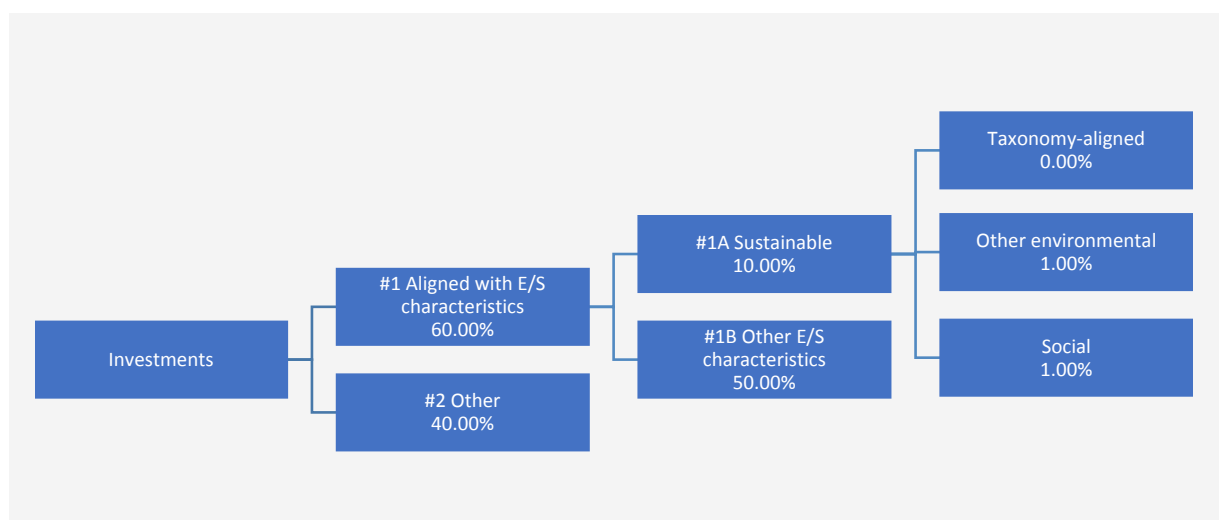 Investments
#1 Aligned with E/S
characteristics
60.00%
#2 Other
40.00%
#1A Sustainable
10.00%
#1B Other E/S
characteristics
50.00%
Taxonomy-aligned
0.00%
Other environmental
1.00%
Social
1.00%